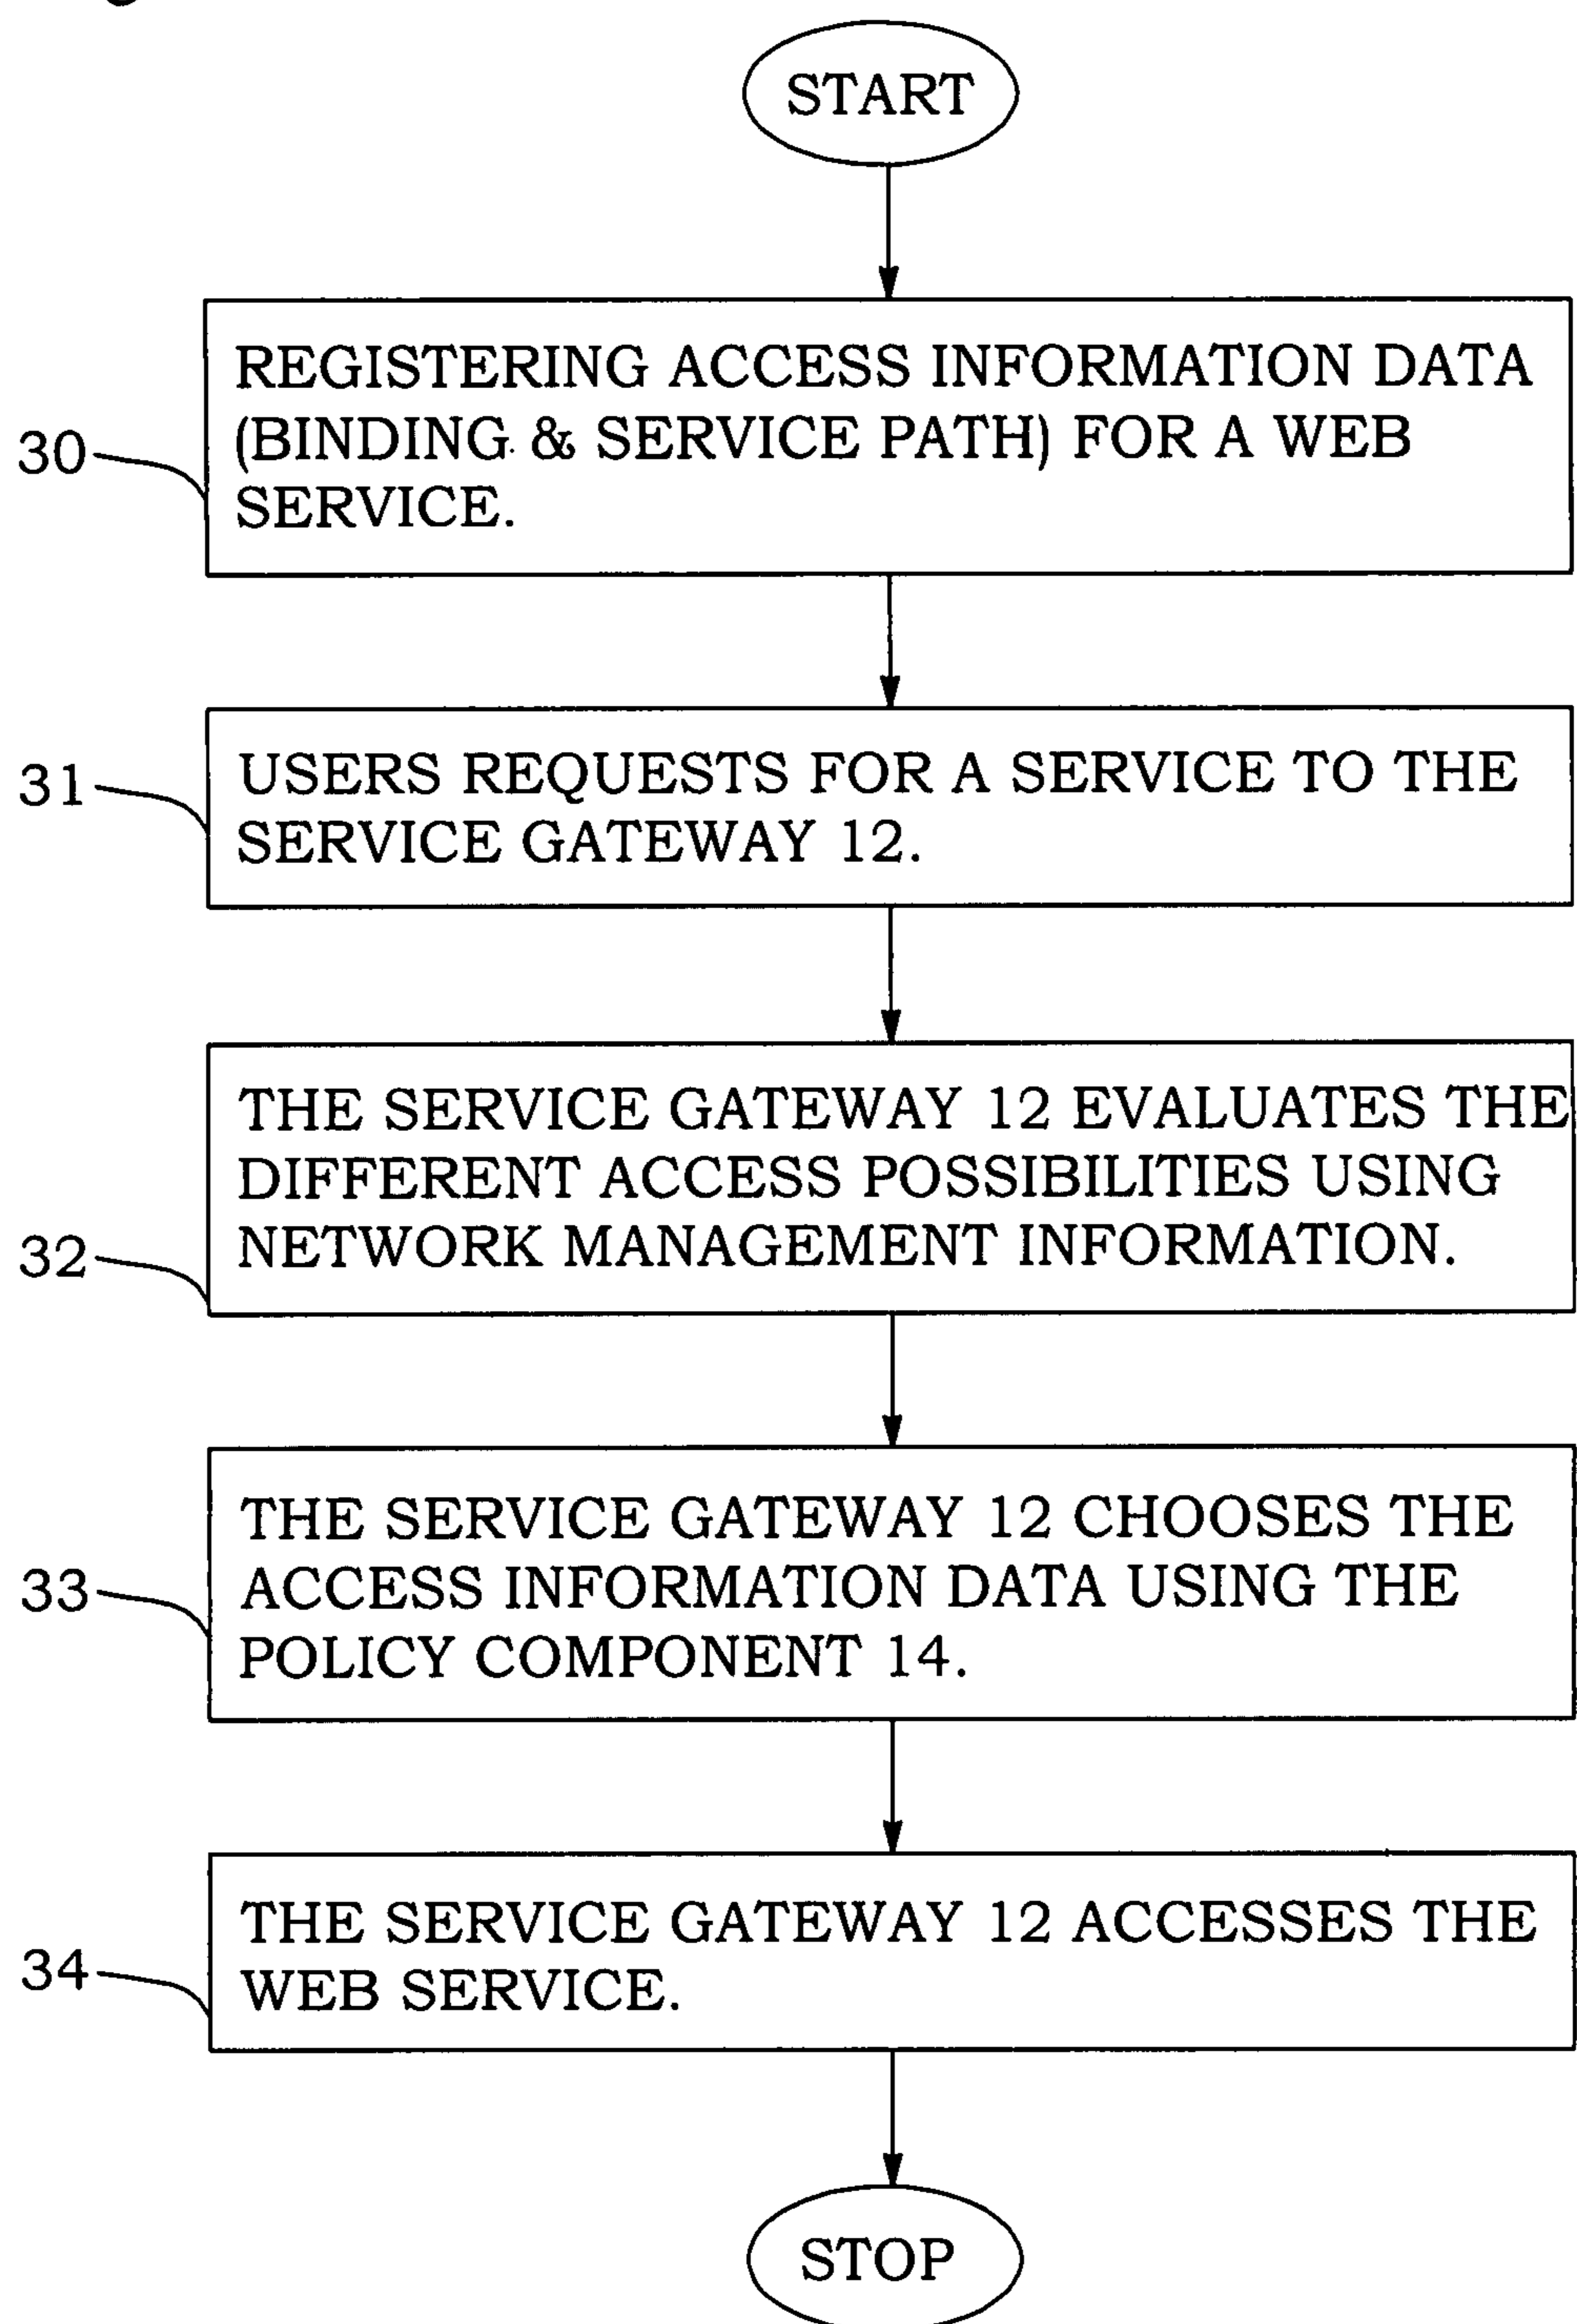 START
REGISTERING ACCESS INFORMATION DATA
(BINDING & SERVICE PATH) FOR A WEB
SERVICE.
30
USERS REQUESTS FOR A SERVICE TO THE
SERVICE GATEWAY 12.
31
THE SERVICE GATEWAY 12 EVALUATES THE
DIFFERENT ACCESS POSSIBILITIES USING
NETWORK MANAGEMENT INFORMATION.
32
THE SERVICE GATEWAY 12 CHOOSES THE
ACCESS INFORMATION DATA USING THE
POLICY COMPONENT 14.
33
THE SERVICE GATEWAY 12 ACCESSES THE
WEB SERVICE.
34
STOP